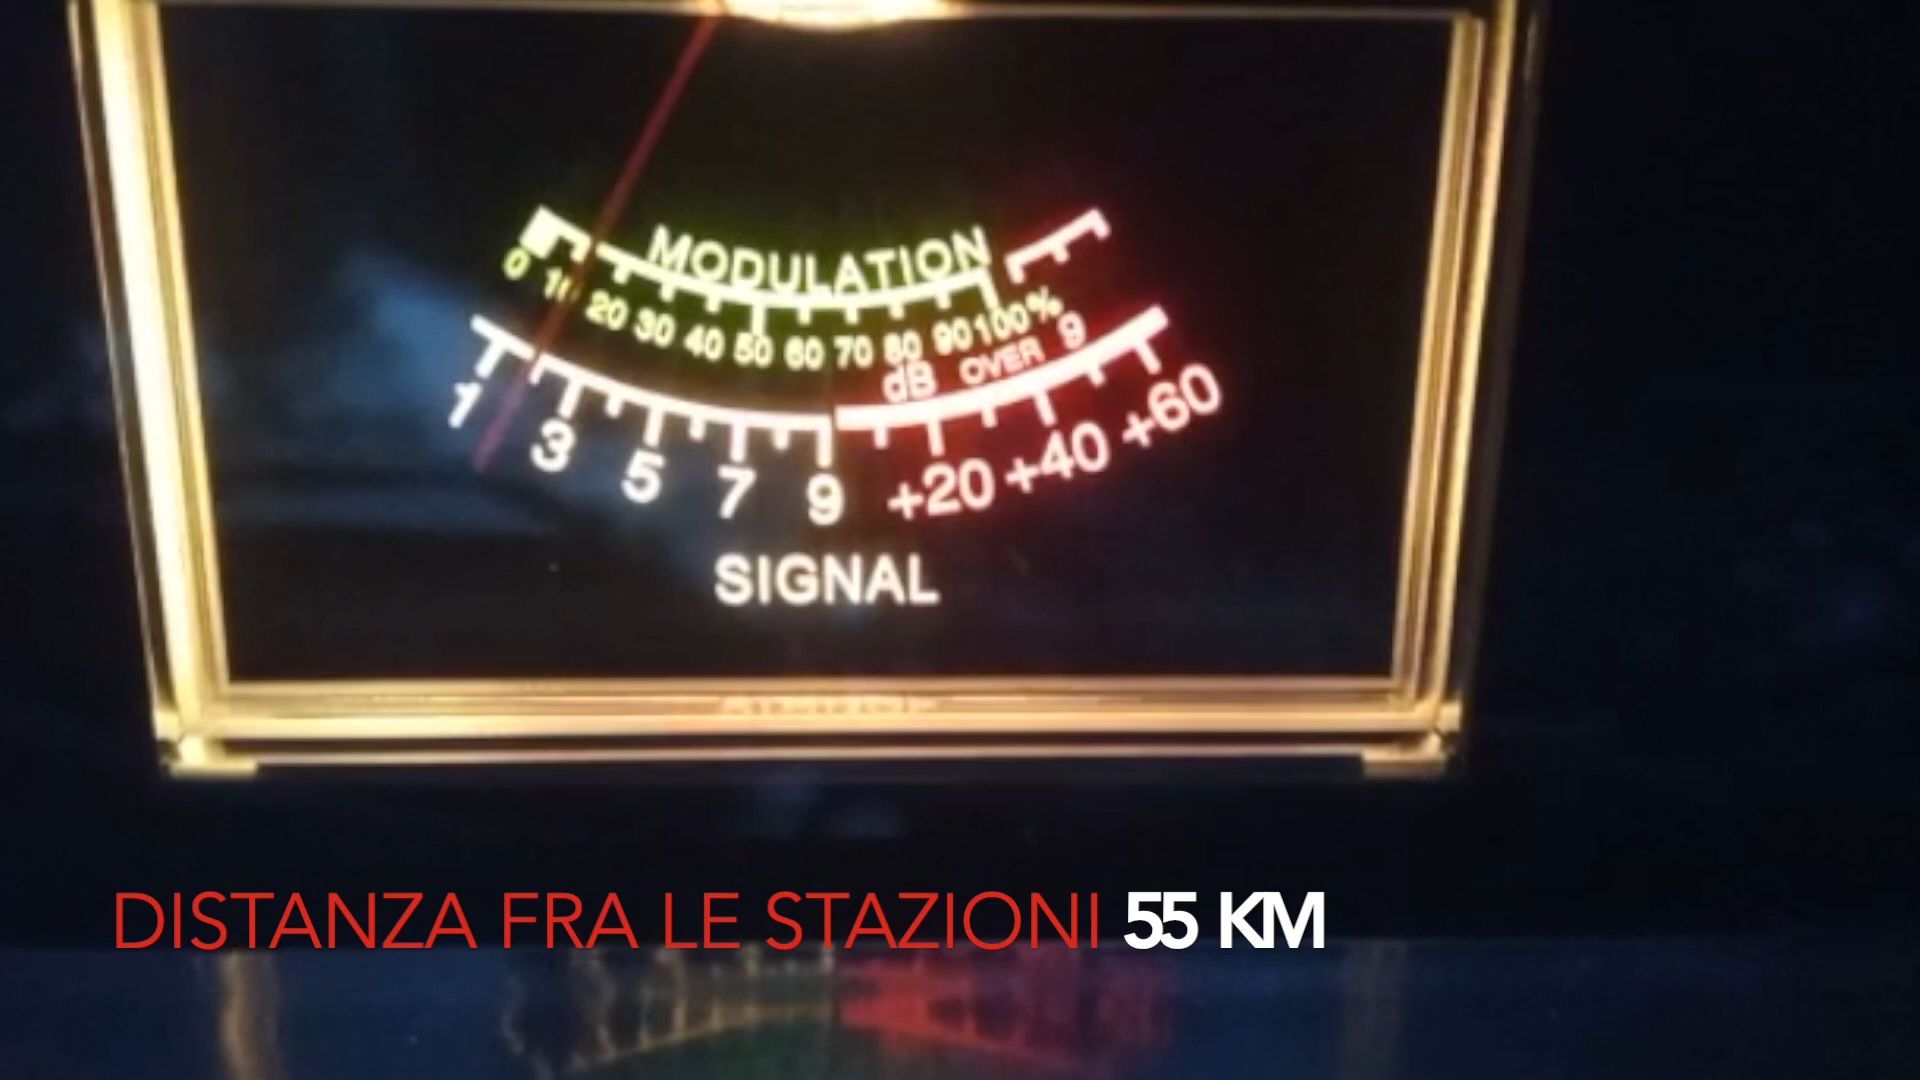 MODULATION
0 10 20 30 40 50 60 70 80 90 100%
dB OVER 9
1 3 5 7 9 +20 +40 +60
SIGNAL
DISTANZA FRA LE STAZIONI 55 KM